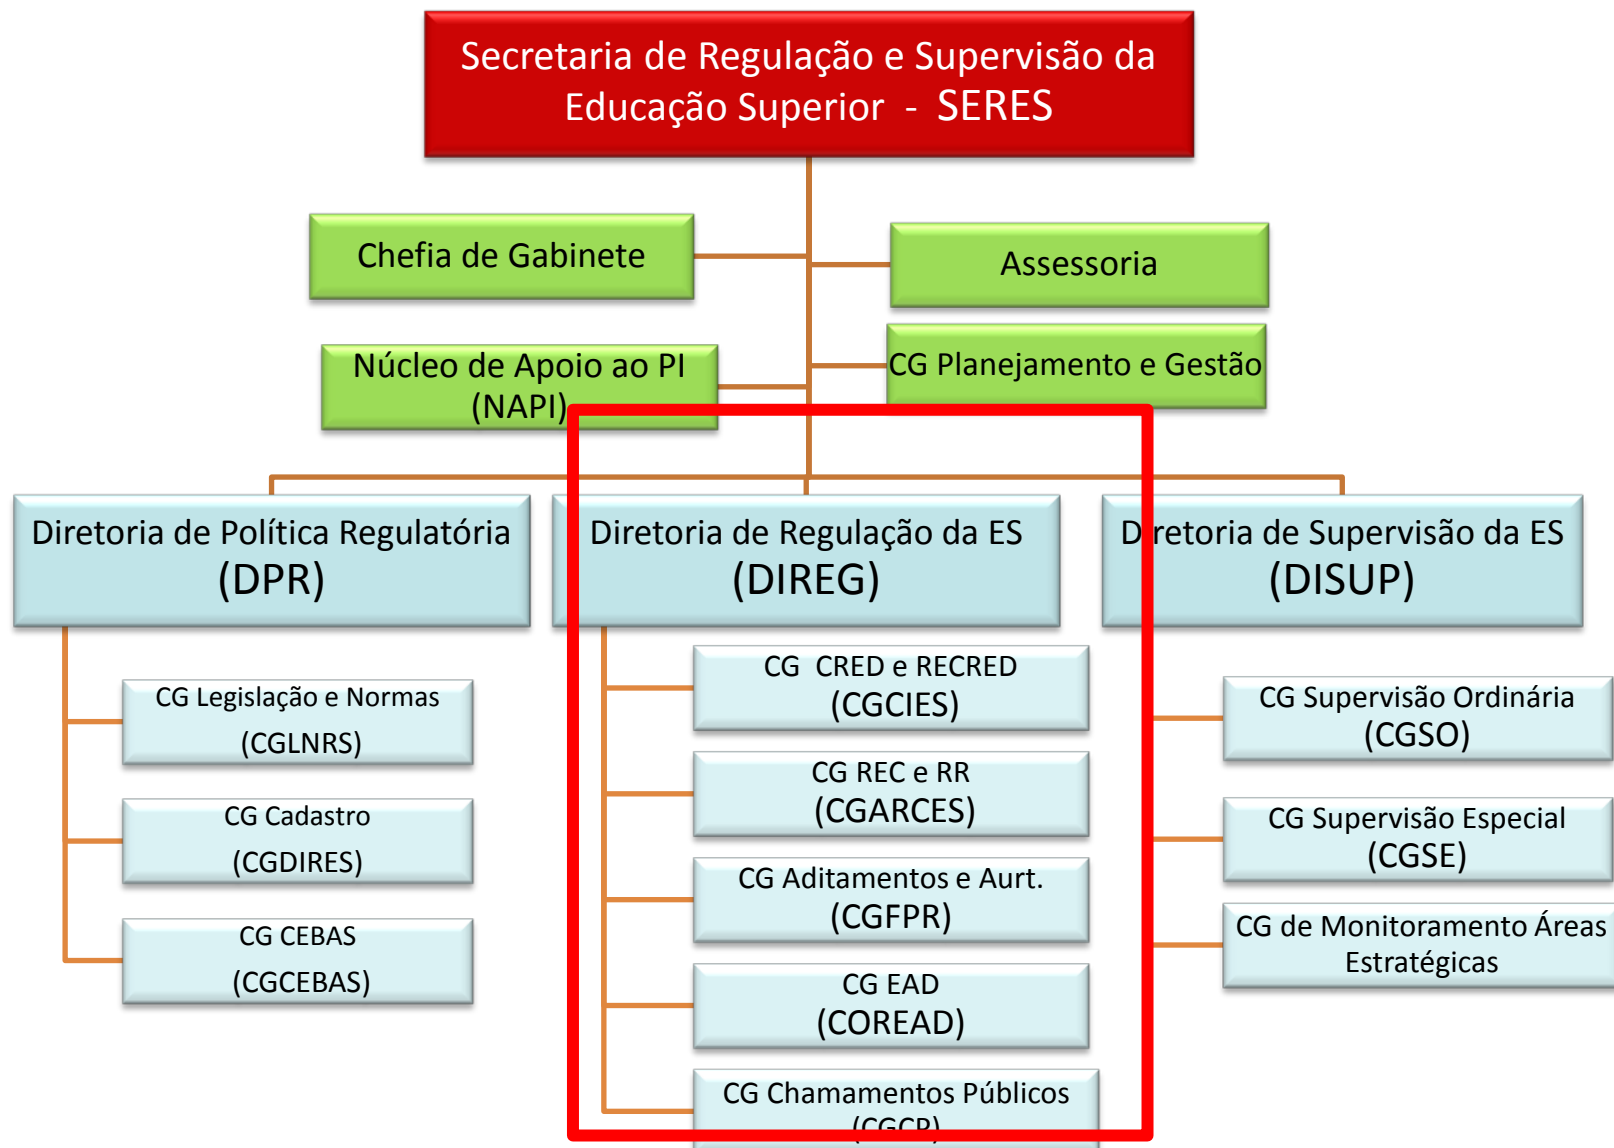 Secretaria de Regulação e Supervisão da
Educação Superior - SERES
Chefia de Gabinete
Assessoria
Núcleo de Apoio ao PI
(NAPI)
CG Planejamento e Gestão
Diretoria de Política Regulatória
(DPR)
Diretoria de Regulação da ES
(DIREG)
Diretoria de Supervisão da ES
(DISUP)
CG Legislação e Normas
(CGLNRS)
CG Cadastro
(CGDIRES)
CG CEBAS
(CGCEBAS)
CG CRED e RECRED
(CGCIES)
CG REC e RR
(CGARCES)
CG Aditamentos e Aurt.
(CGFPR)
CG EAD
(COREAD)
CG Chamamentos Públicos
(CGCP)
CG Supervisão Ordinária
(CGSO)
CG Supervisão Especial
(CGSE)
CG de Monitoramento Áreas
Estratégicas